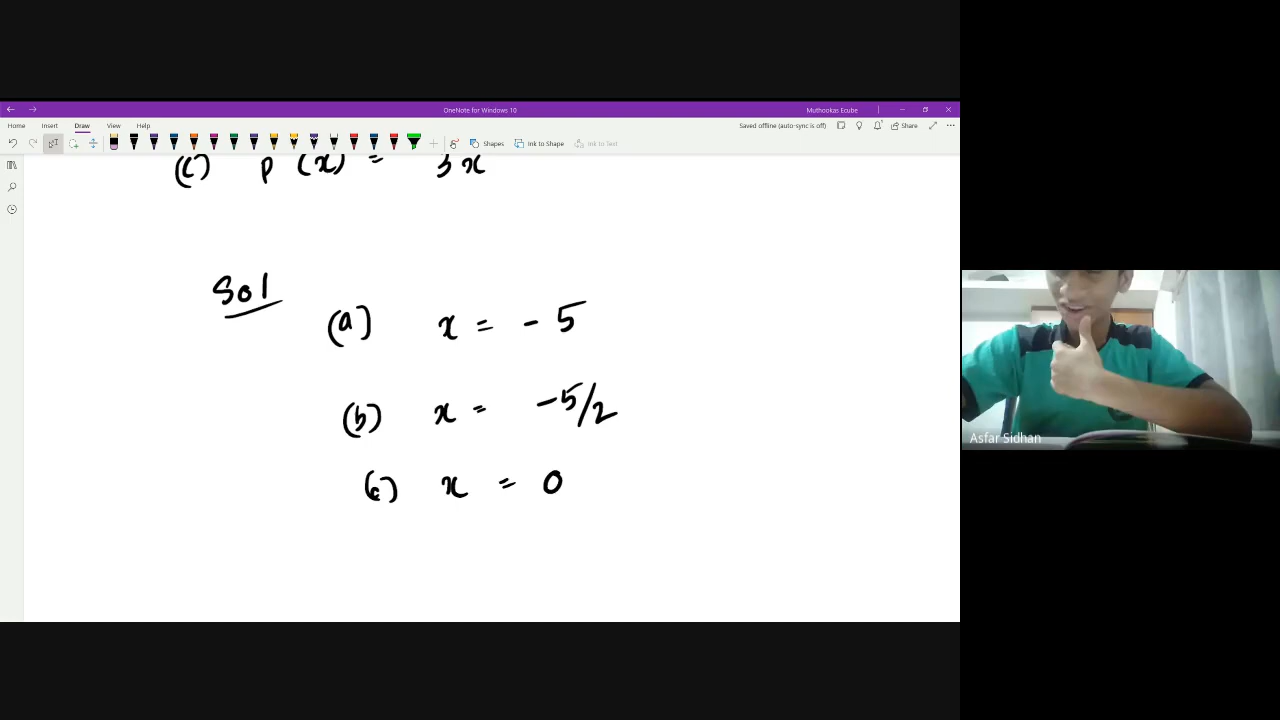 OneNote for Windows 10
Muthookas Ecube
Home Insert Draw View Help
Saved offline (auto-sync is off) Share
Shapes Ink to Shape Ink to Text
(c) p(x) = 3x
Sol
(a) x = -5
(b) x = -5/2
(c) x = 0
Asfar Sidhan